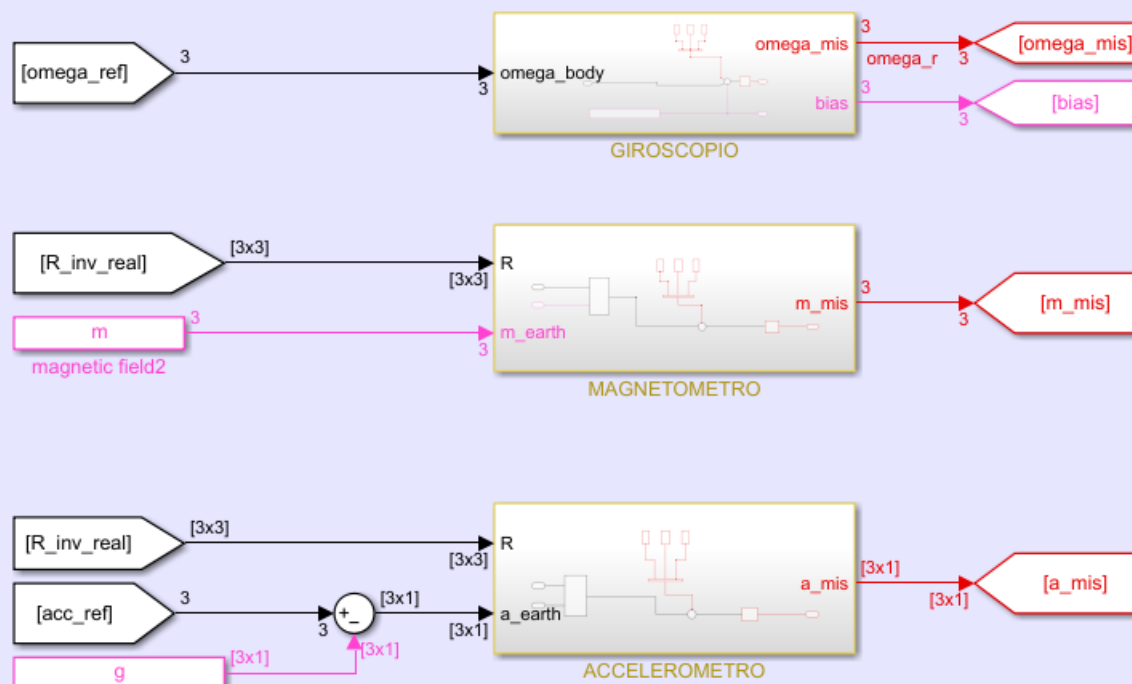 3
[omega_ref]
omega_body
3
omega_mis
3
omega_r
3
[omega_mis]
bias
3
3
[bias]
GIROSCOPIO
[R_inv_real]
[3x3]
[3x3]
R
m
3
3
m_earth
magnetic field2
m_mis
3
3
[m_mis]
MAGNETOMETRO
[R_inv_real]
[3x3]
[3x3]
R
[acc_ref]
3
3
+
-
[3x1]
[3x1]
a_earth
g
[3x1]
[3x1]
a_mis
[3x1]
[3x1]
[a_mis]
ACCELEROMETRO